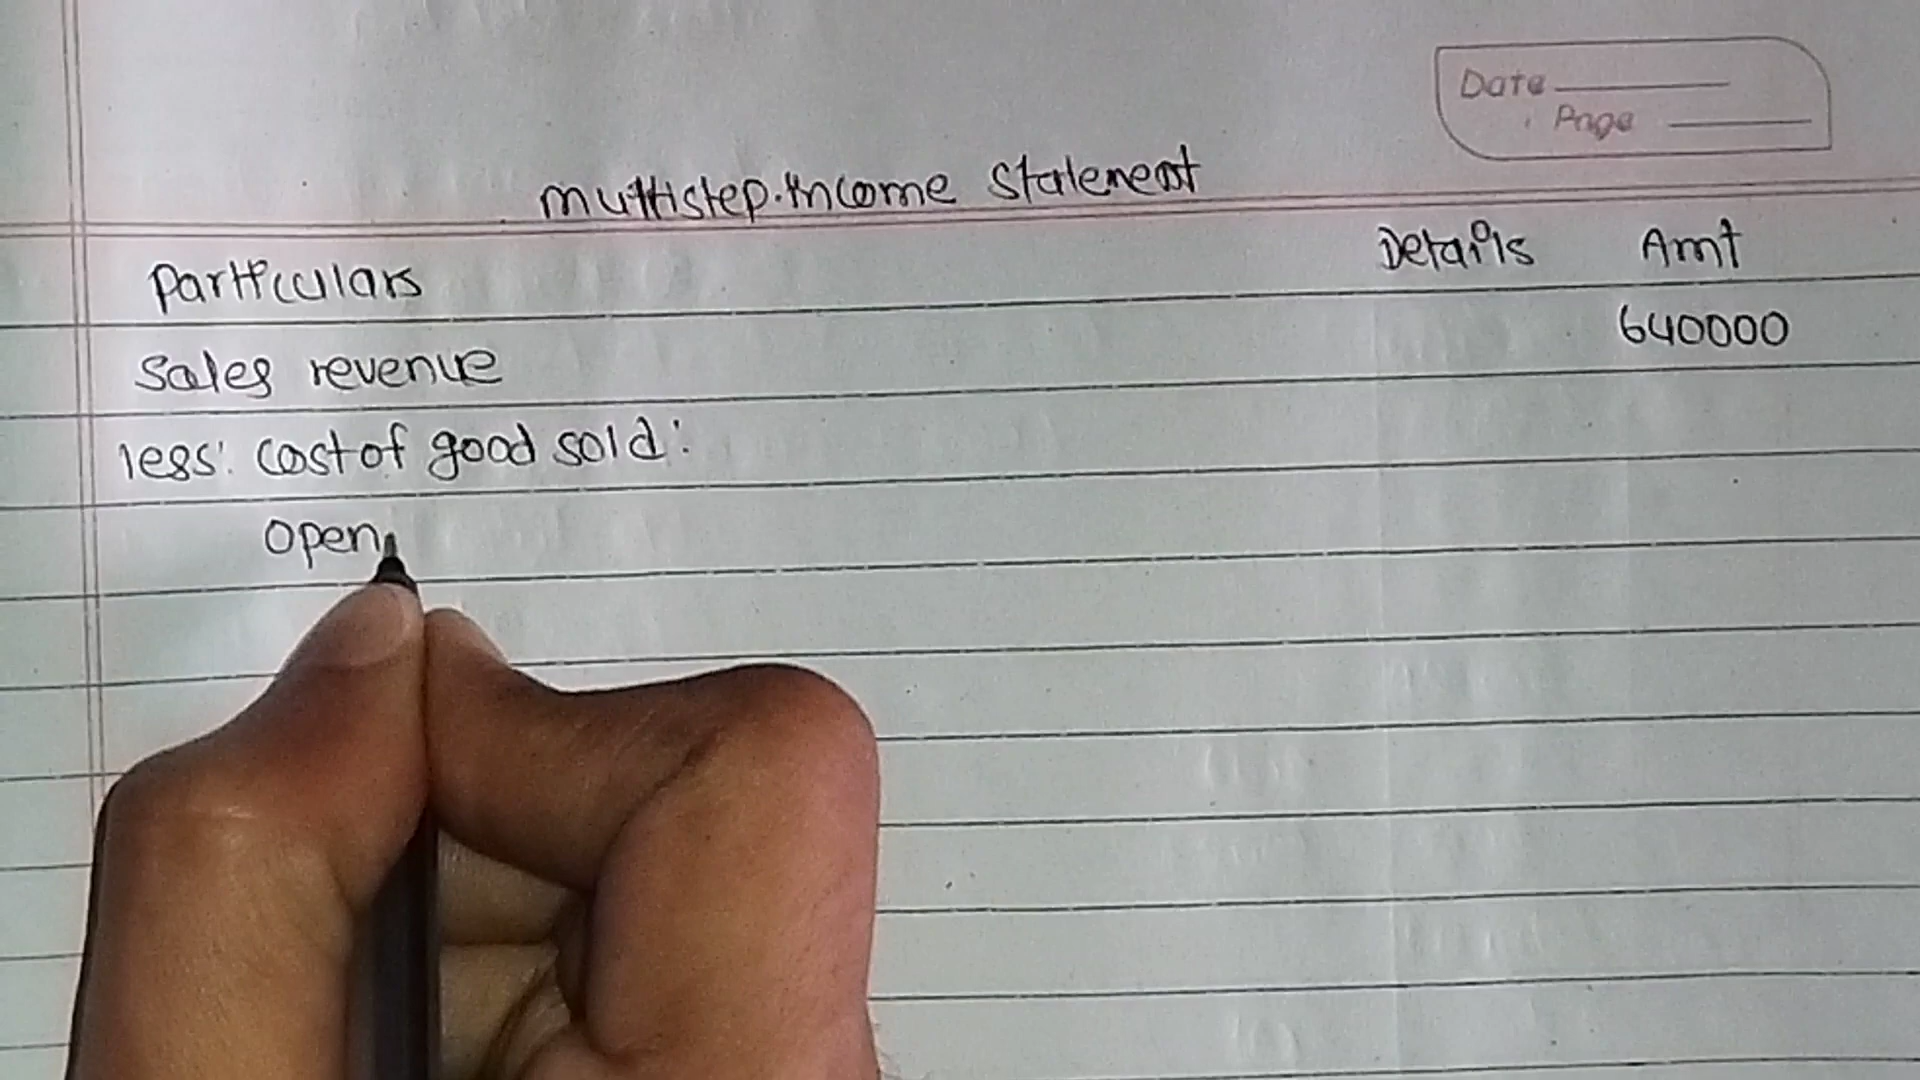 Date
Page
multistep.Income Statement
Particulars Details Amt
Sales revenue 640000
less: Cost of good sold:
Open